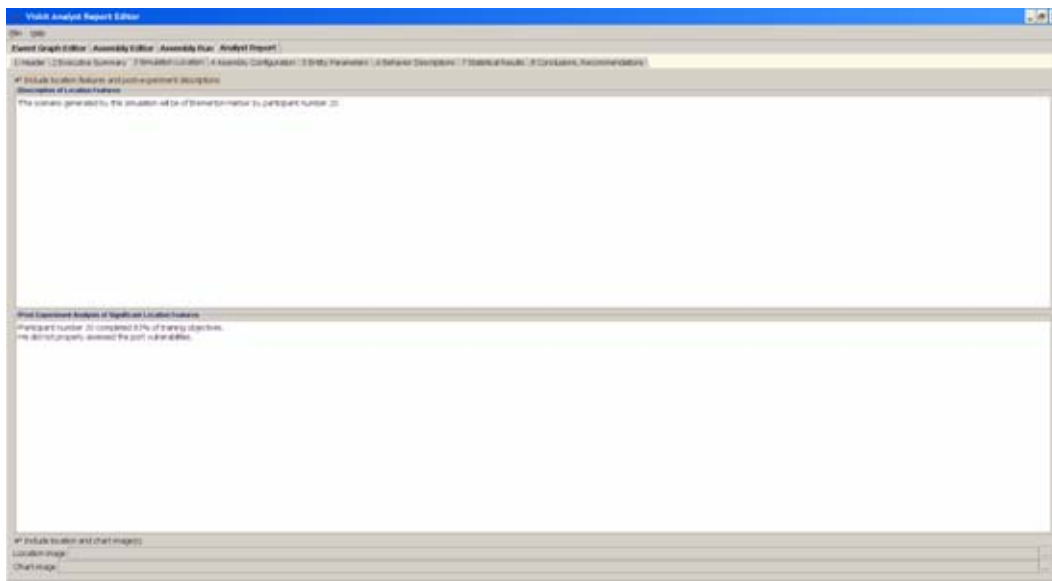 Viskit Analyst Report Editor
File Help
Event Graph Editor Assembly Editor Assembly Run Analyst Report
1 Header 2 Executive Summary 3 Simulation Location 4 Assembly Configuration 5 Entity Parameters 6 Behavior Descriptions 7 Statistical Results 8 Conclusions, Recommendations
Include location features and post-experiment descriptions
Description of Location Features
The scenario generated by this simulation will be of Bremerton Harbor by participant number 20
Post Experiment Analysis of Significant Location Features
Participant number 20 completed 83% of training objectives.
He did not properly assessed the port vulnerabilities.
Include location and chart image(s)
Location image
Chart image